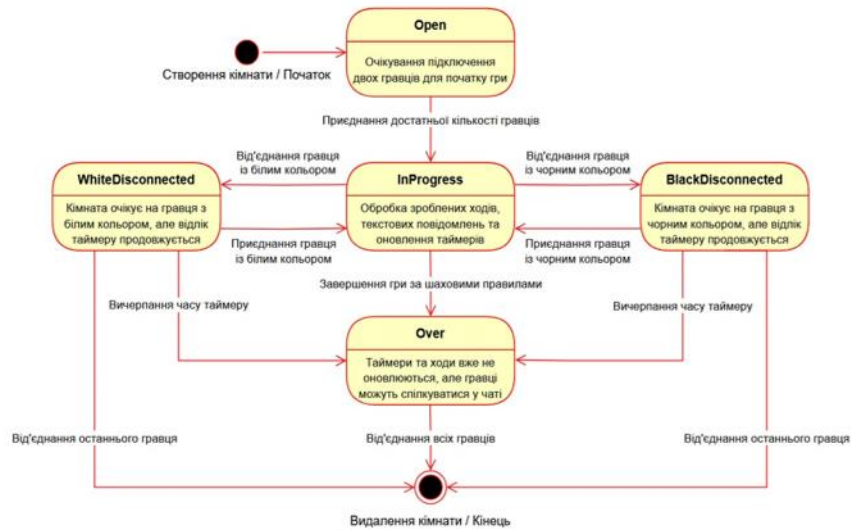 Open
Очікування підключення
двох гравців для початку гри
Створення кімнати / Початок
Приєднання достатньої кількості гравців
Від'єднання гравця
із білим кольором
Від'єднання гравця
із чорним кольором
WhiteDisconnected
Кімната очікує на гравця з
білим кольором, але відлік
таймеру продовжується
InProgress
Обробка зроблених ходів,
текстових повідомлень та
оновлення таймерів
BlackDisconnected
Кімната очікує на гравця з
чорним кольором, але відлік
таймеру продовжується
Приєднання гравця
із білим кольором
Приєднання гравця
із чорним кольором
Завершення гри за шаховими правилами
Вичерпання часу таймеру
Вичерпання часу таймеру
Over
Таймери та ходи вже не
оновлюються, але гравці
можуть спілкуватися у чаті
Від'єднання останнього гравця
Від'єднання всіх гравців
Від'єднання останнього гравця
Видалення кімнати / Кінець